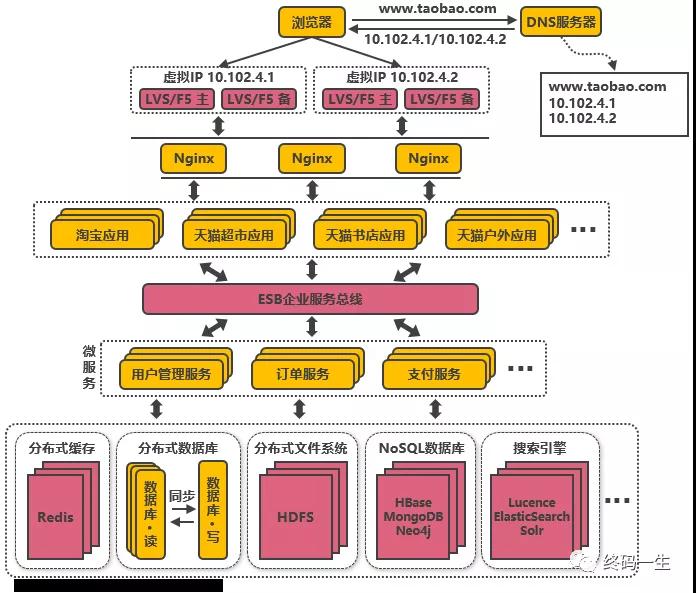 浏览器
www.taobao.com
DNS服务器
10.102.4.1/10.102.4.2
虚拟IP 10.102.4.1
LVS/F5 主
LVS/F5 备
虚拟IP 10.102.4.2
LVS/F5 主
LVS/F5 备
www.taobao.com
10.102.4.1
10.102.4.2
Nginx
Nginx
Nginx
淘宝应用
天猫超市应用
天猫书店应用
天猫户外应用
...
ESB企业服务总线
微服务
用户管理服务
订单服务
支付服务
...
分布式缓存
Redis
分布式数据库
数据库·读
同步
数据库·写
分布式文件系统
HDFS
NoSQL数据库
HBase
MongoDB
Neo4j
搜索引擎
Lucence
ElasticSearch
Solr
...
终码一生